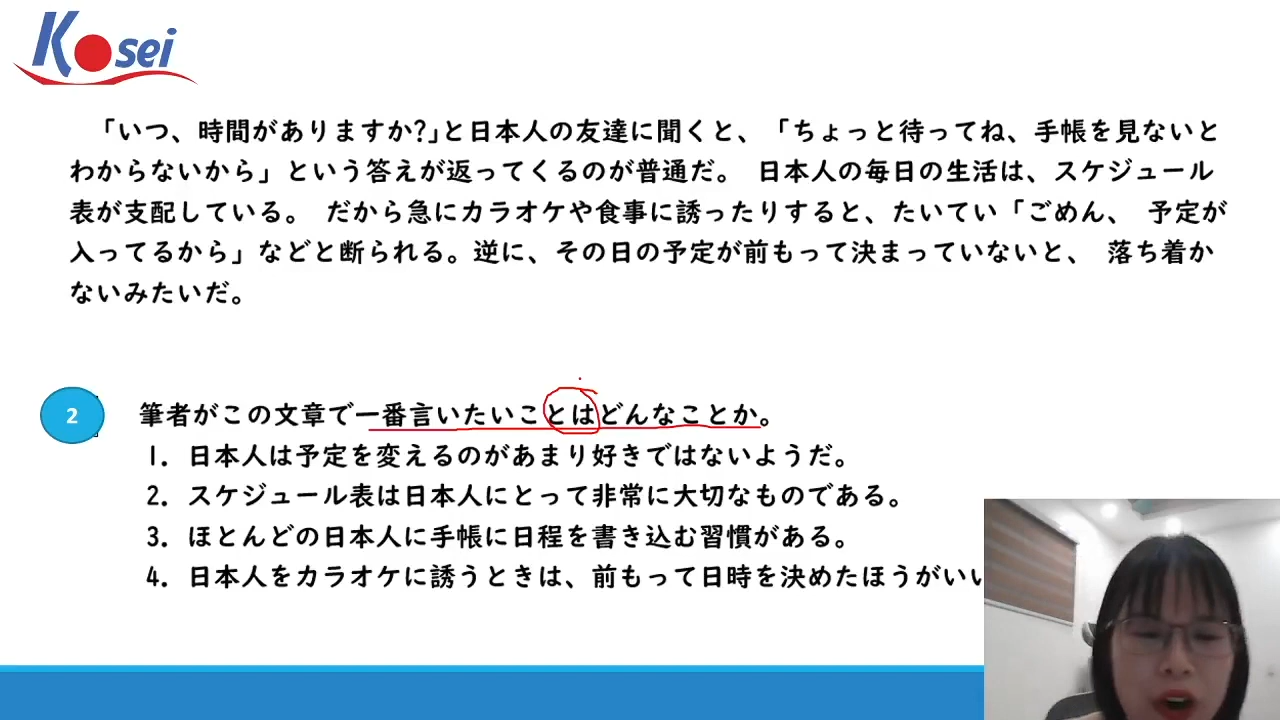 Kosei
「いつ、時間がありますか?」と日本人の友達に聞くと、「ちょっと待ってね、手帳を見ないと
わからないから」という答えが返ってくるのが普通だ。 日本人の毎日の生活は、スケジュール
表が支配している。 だから急にカラオケや食事に誘ったりすると、たいてい「ごめん、 予定が
入ってるから」などと断られる。逆に、その日の予定が前もって決まっていないと、 落ち着か
ないみたいだ。
2 筆者がこの文章で一番言いたいことはどんなことか。
1. 日本人は予定を変えるのがあまり好きではないようだ。
2. スケジュール表は日本人にとって非常に大切なものである。
3. ほとんどの日本人に手帳に日程を書き込む習慣がある。
4. 日本人をカラオケに誘うときは、前もって日時を決めたほうがい